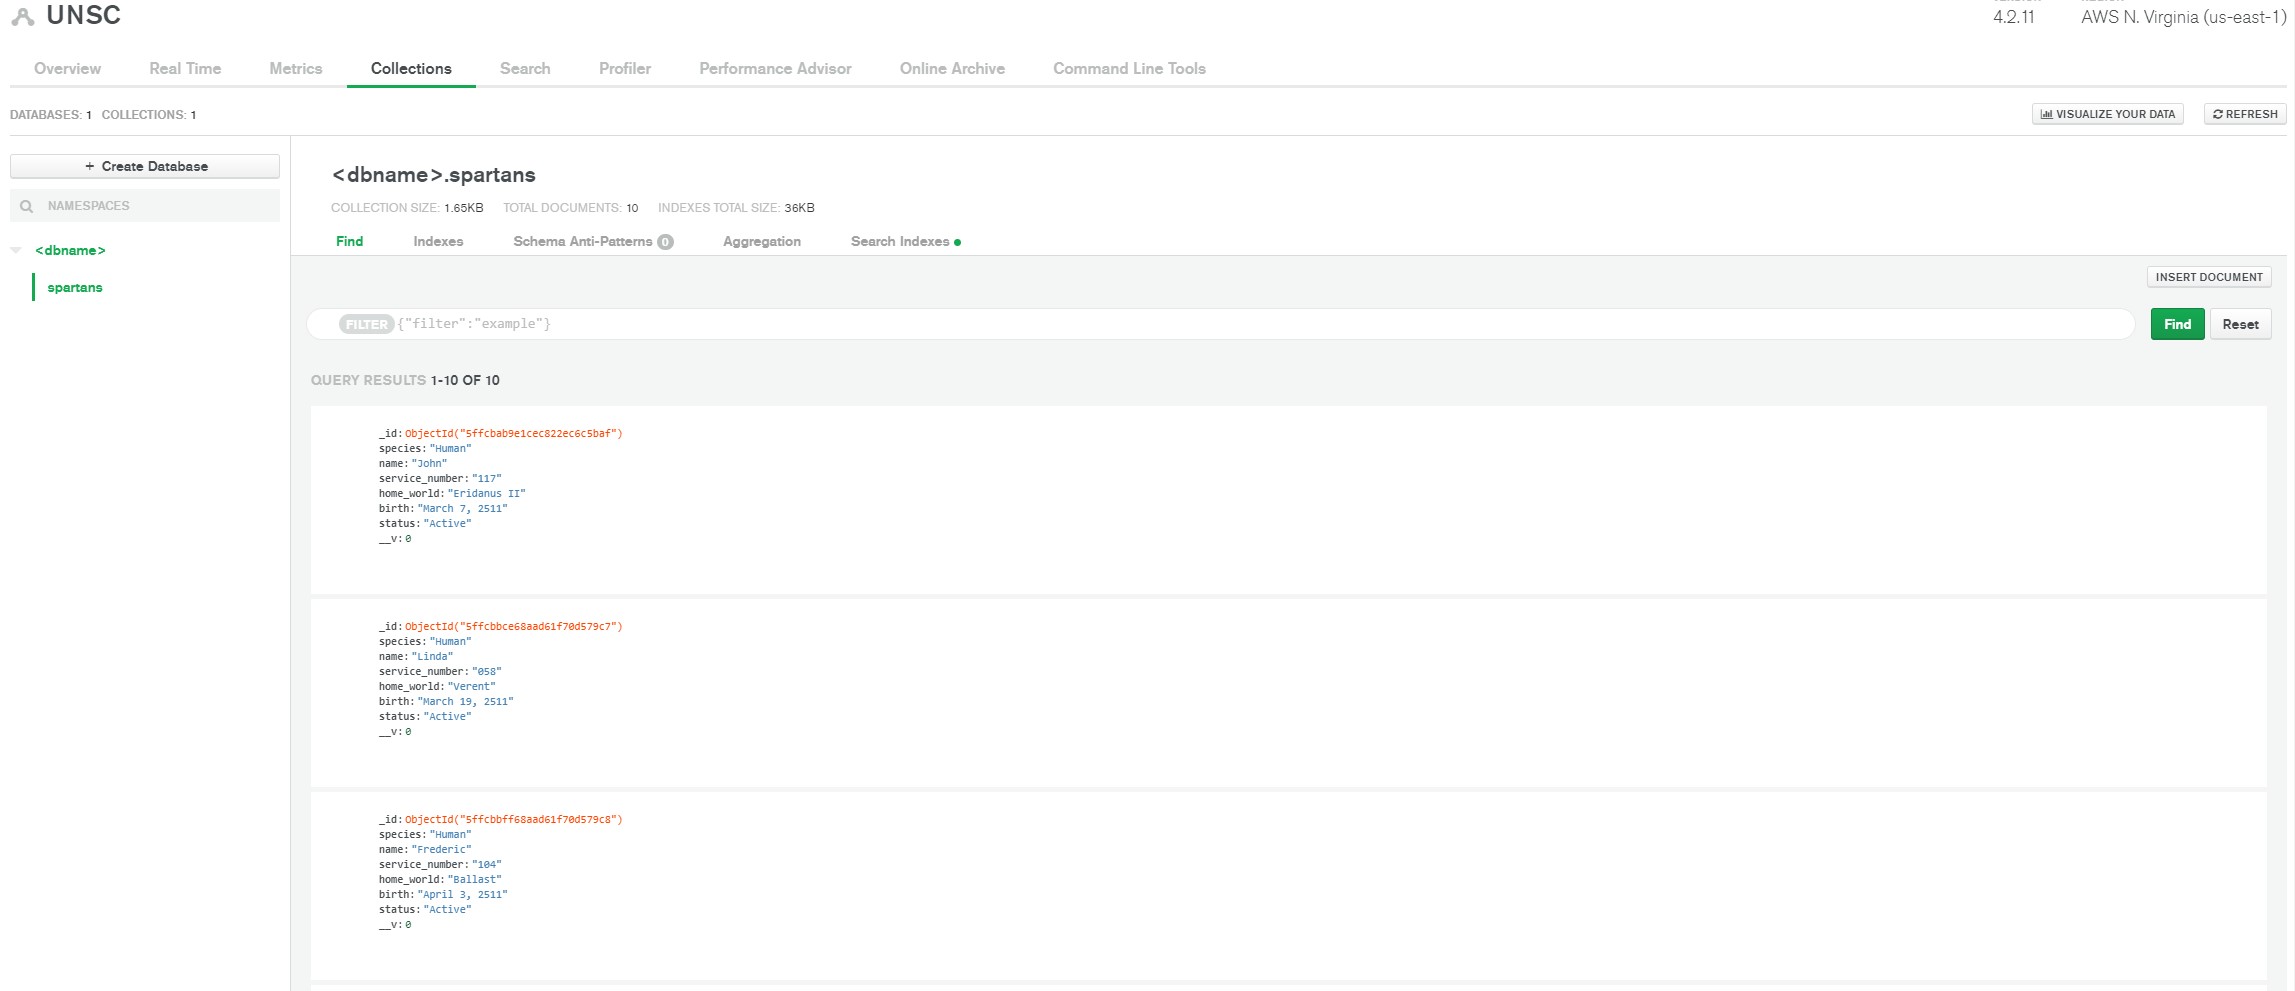 UNSC
4.2.11 AWS N. Virginia (us-east-1)
Overview Real Time Metrics Collections Search Profiler Performance Advisor Online Archive Command Line Tools
DATABASES: 1 COLLECTIONS: 1
VISUALIZE YOUR DATA REFRESH
+ Create Database
NAMESPACES
<dbname>
spartans
<dbname>.spartans
COLLECTION SIZE: 1.65KB TOTAL DOCUMENTS: 10 INDEXES TOTAL SIZE: 36KB
Find Indexes Schema Anti-Patterns 0 Aggregation Search Indexes
INSERT DOCUMENT
FILTER {"filter":"example"}
Find Reset
QUERY RESULTS 1-10 OF 10
_id: ObjectId("5ffcbab9e1cec822ec6c5baf")
species: "Human"
name: "John"
service_number: "117"
home_world: "Eridanus II"
birth: "March 7, 2511"
status: "Active"
__v: 0
_id: ObjectId("5ffcbbce68aad61f70d579c7")
species: "Human"
name: "Linda"
service_number: "058"
home_world: "Verent"
birth: "March 19, 2511"
status: "Active"
__v: 0
_id: ObjectId("5ffcbbff68aad61f70d579c8")
species: "Human"
name: "Frederic"
service_number: "104"
home_world: "Ballast"
birth: "April 3, 2511"
status: "Active"
__v: 0